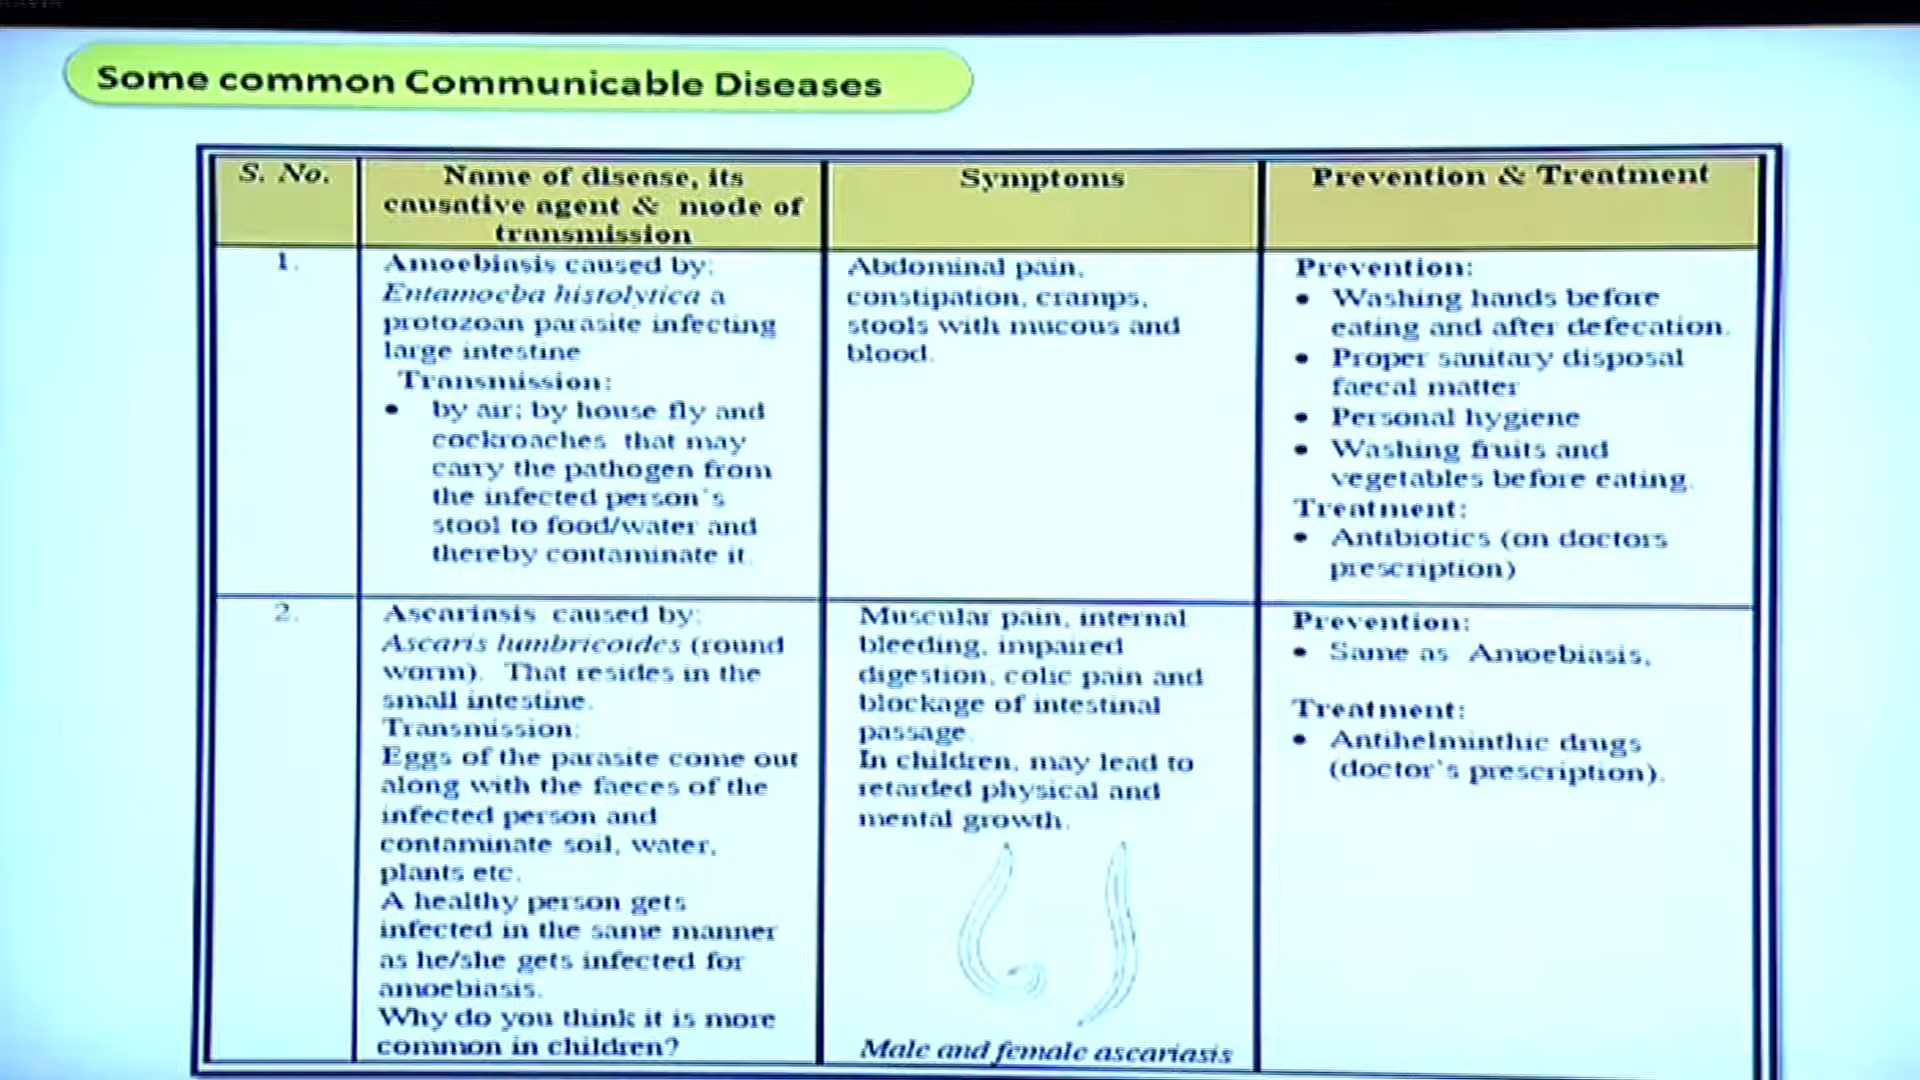 Some common Communicable Diseases
S. No.
Name of disease, its
causative agent & mode of
transmission
Symptoms
Prevention & Treatment
1.
Amoebiasis caused by:
Entamoeba histolytica a
protozoan parasite infecting
large intestine
Transmission:
• by air; by house fly and
cockroaches that may
carry the pathogen from
the infected person's
stool to food/water and
thereby contaminate it.
Abdominal pain,
constipation, cramps,
stools with mucous and
blood.
Prevention:
• Washing hands before
eating and after defecation.
• Proper sanitary disposal
faecal matter
• Personal hygiene
• Washing fruits and
vegetables before eating.
Treatment:
• Antibiotics (on doctors
prescription)
2.
Ascariasis caused by:
Ascaris lumbricoides (round
worm). That resides in the
small intestine.
Transmission:
Eggs of the parasite come out
along with the faeces of the
infected person and
contaminate soil, water,
plants etc.
A healthy person gets
infected in the same manner
as he/she gets infected for
amoebiasis.
Why do you think it is more
common in children?
Muscular pain, internal
bleeding, impaired
digestion, colic pain and
blockage of intestinal
passage.
In children, may lead to
retarded physical and
mental growth.
Male and female ascariasis
Prevention:
• Same as Amoebiasis,
Treatment:
• Antihelminthic drugs
(doctor's prescription).